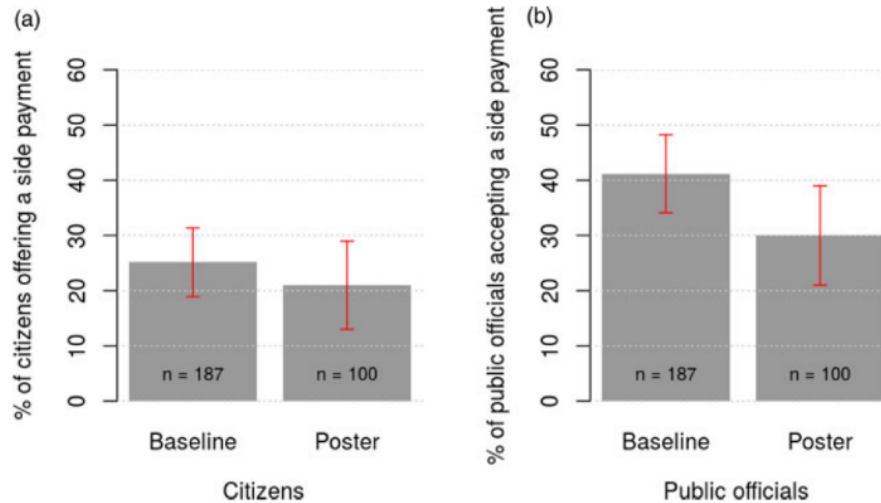 (a)
% of citizens offering a side payment
60
50
40
30
20
10
0
n = 187
n = 100
Baseline
Poster
Citizens
(b)
% of public officials accepting a side payment
60
50
40
30
20
10
0
n = 187
n = 100
Baseline
Poster
Public officials